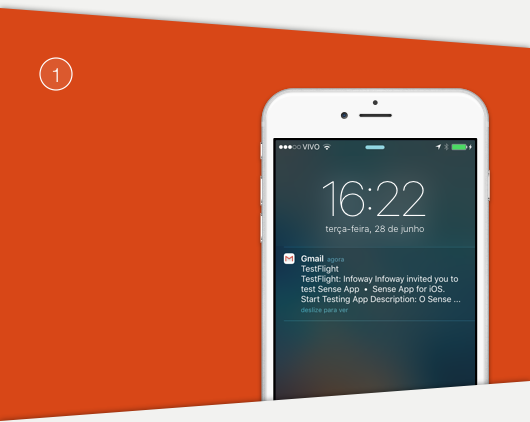 1
VIVO
16:22
terça-feira, 28 de junho
Gmail agora
TestFlight
TestFlight: Infoway Infoway invited you to
test Sense App • Sense App for iOS.
Start Testing App Description: O Sense ...
deslize para ver